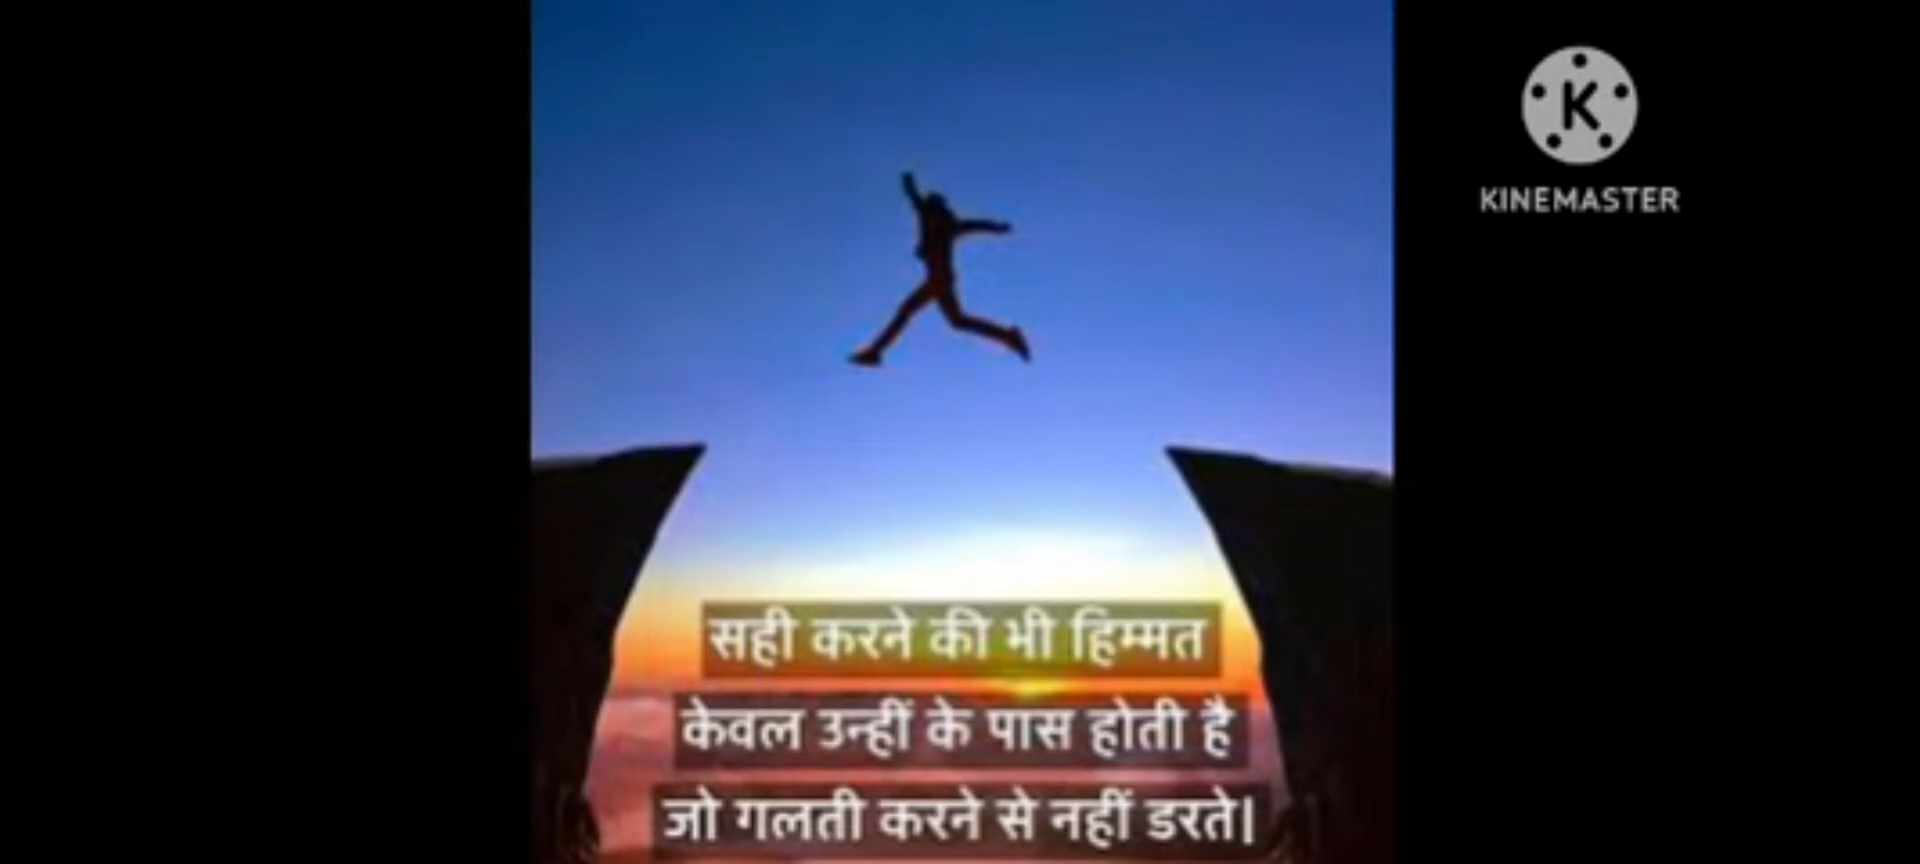 K
KINEMASTER
सही करने की भी हिम्मत
केवल उन्हीं के पास होती है
जो गलती करने से नहीं डरते।